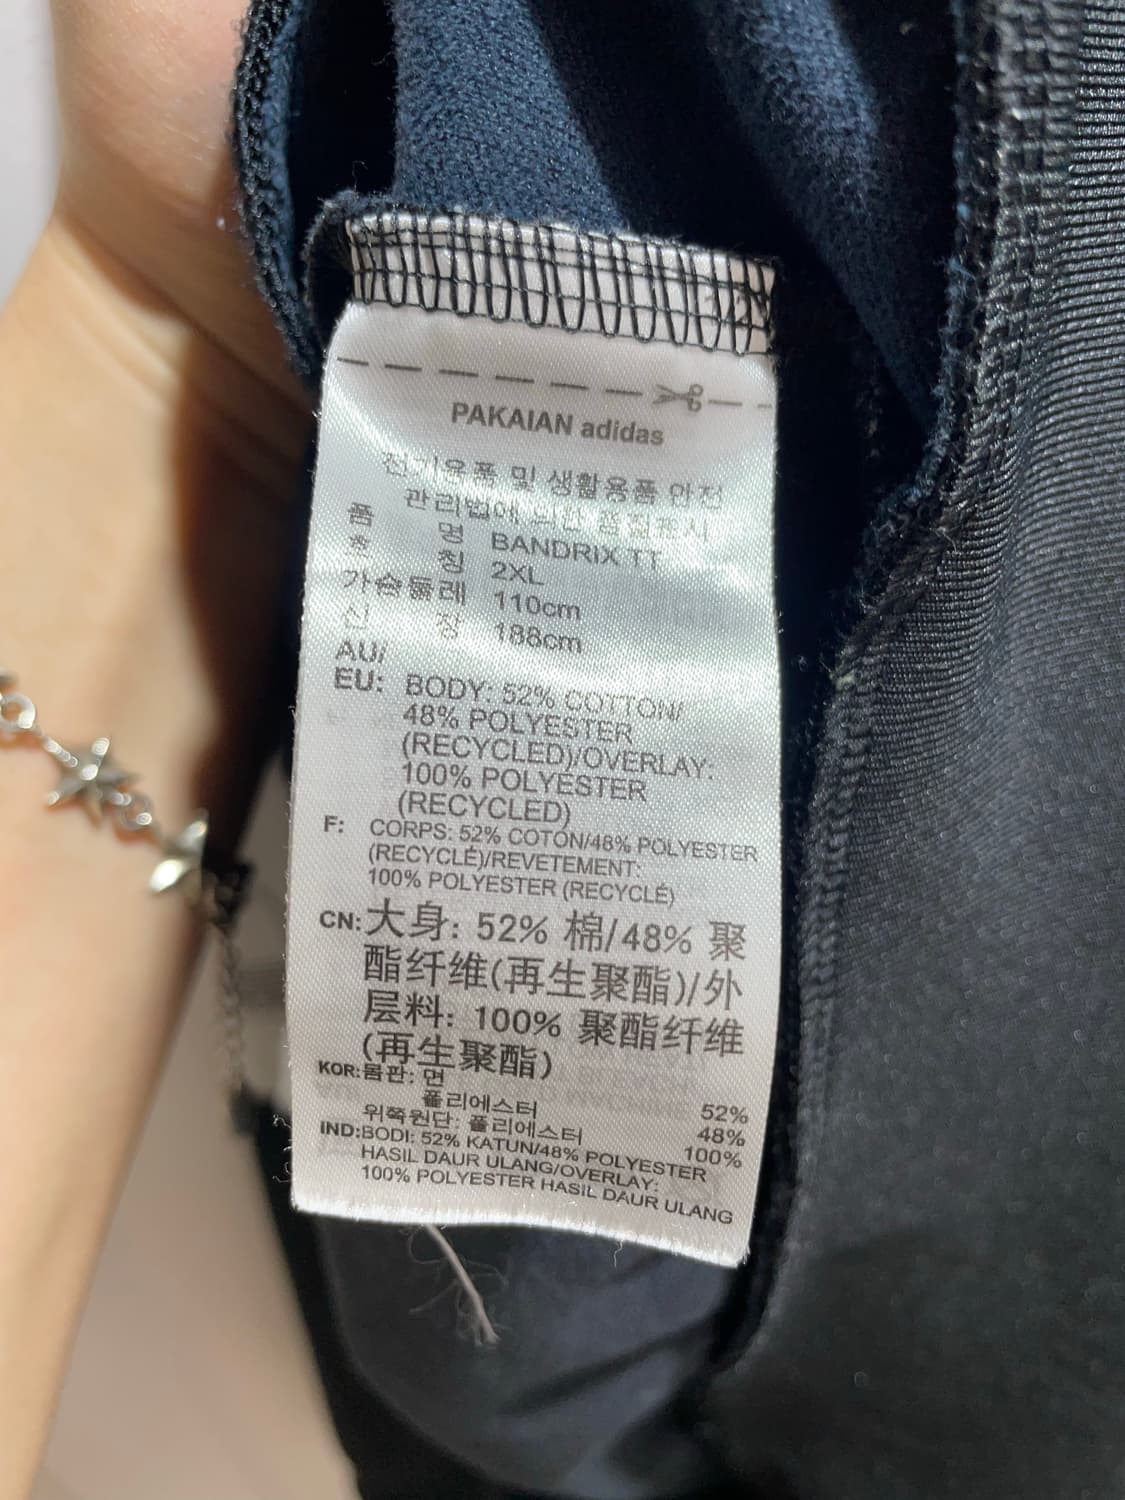 PAKAIAN adidas
전기용품 및 생활용품 안전
관리법에 의한 품질표시
품 명 BANDRIX TT
호 칭 2XL
가슴둘레 110cm
신 장 188cm
AU/
EU: BODY: 52% COTTON/
48% POLYESTER
(RECYCLED)/OVERLAY:
100% POLYESTER
(RECYCLED)
F: CORPS: 52% COTON/48% POLYESTER
(RECYCLÉ)/REVETEMENT:
100% POLYESTER (RECYCLÉ)
CN: 大身: 52% 棉/48% 聚
酯纤维(再生聚酯)/外
层料: 100% 聚酯纤维
(再生聚酯)
KOR: 몸판: 면 52%
폴리에스터 48%
위쪽원단: 폴리에스터 100%
IND: BODI: 52% KATUN/48% POLYESTER
HASIL DAUR ULANG/OVERLAY:
100% POLYESTER HASIL DAUR ULANG